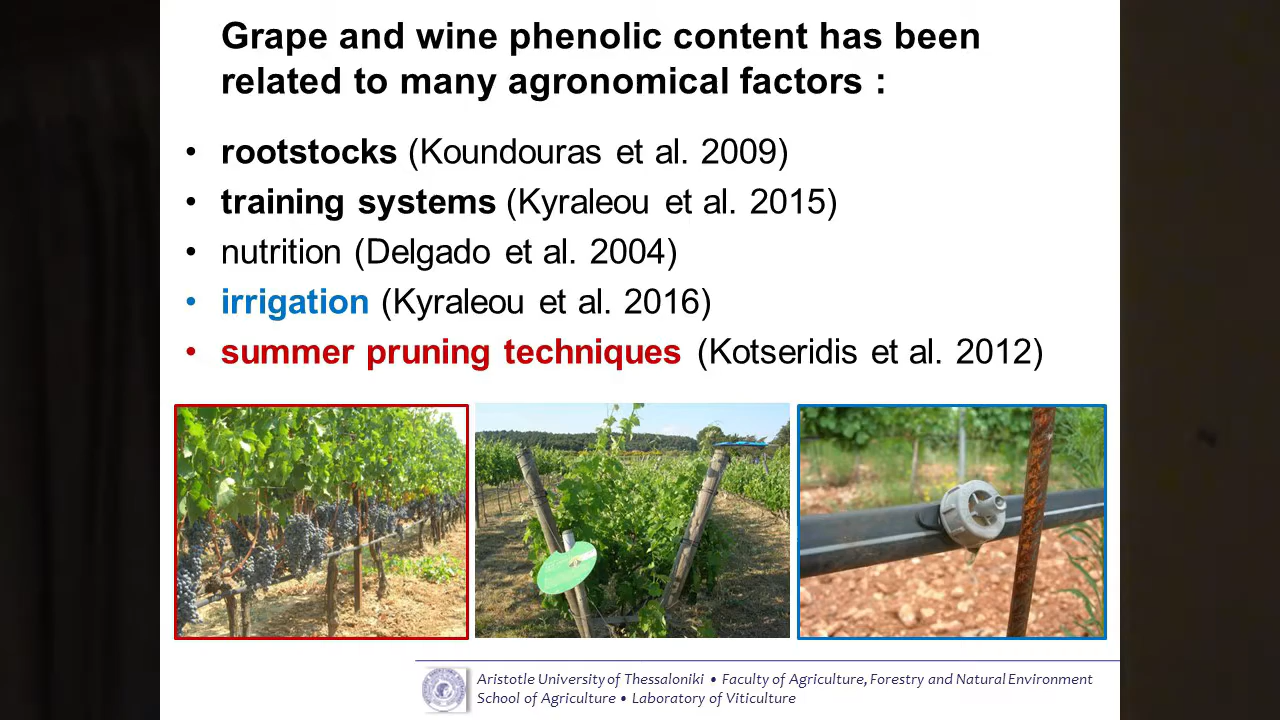 Grape and wine phenolic content has been
related to many agronomical factors :
• rootstocks (Koundouras et al. 2009)
• training systems (Kyraleou et al. 2015)
• nutrition (Delgado et al. 2004)
• irrigation (Kyraleou et al. 2016)
• summer pruning techniques (Kotseridis et al. 2012)
Aristotle University of Thessaloniki • Faculty of Agriculture, Forestry and Natural Environment
School of Agriculture • Laboratory of Viticulture